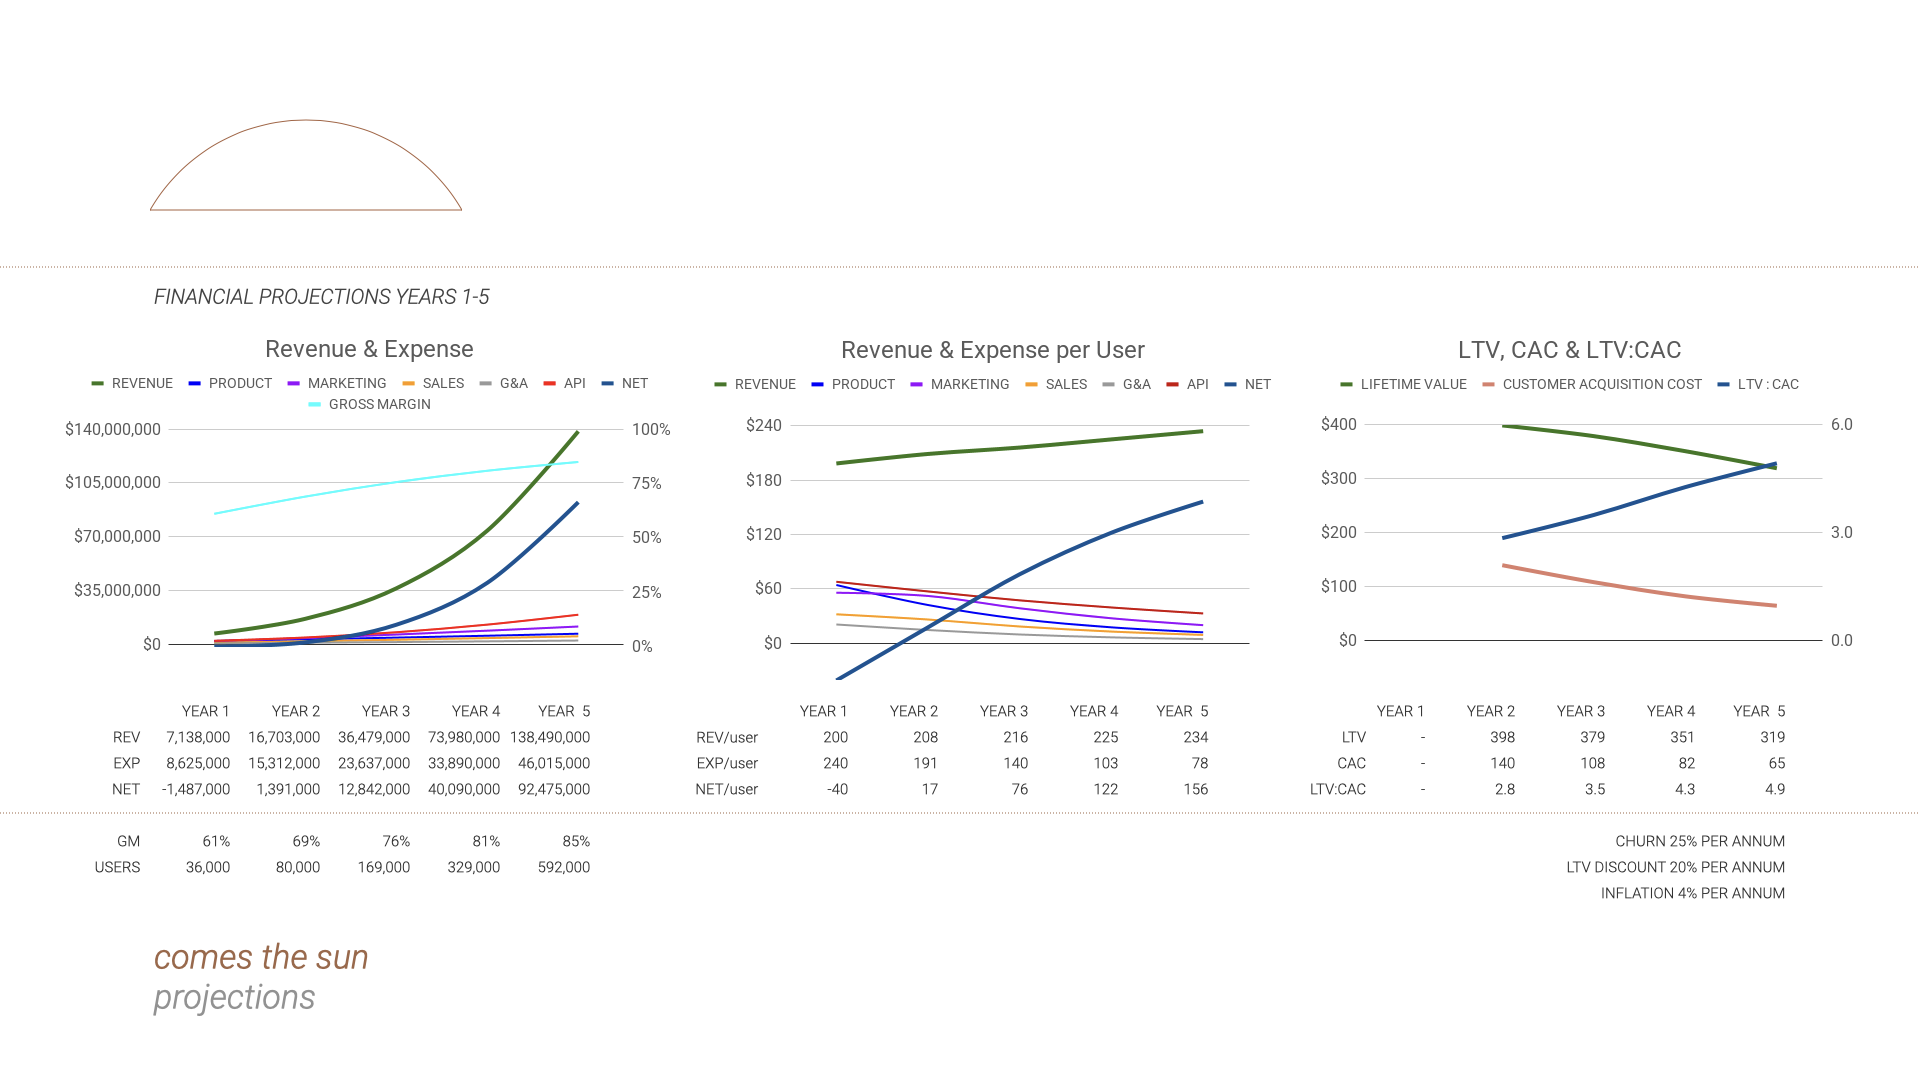 FINANCIAL PROJECTIONS YEARS 1-5
Revenue & Expense
REVENUE PRODUCT MARKETING SALES G&A API NET
GROSS MARGIN
$140,000,000 100%
$105,000,000 75%
$70,000,000 50%
$35,000,000 25%
$0 0%
YEAR 1 YEAR 2 YEAR 3 YEAR 4 YEAR 5
REV 7,138,000 16,703,000 36,479,000 73,980,000 138,490,000
EXP 8,625,000 15,312,000 23,637,000 33,890,000 46,015,000
NET -1,487,000 1,391,000 12,842,000 40,090,000 92,475,000
GM 61% 69% 76% 81% 85%
USERS 36,000 80,000 169,000 329,000 592,000
Revenue & Expense per User
REVENUE PRODUCT MARKETING SALES G&A API NET
$240
$180
$120
$60
$0
YEAR 1 YEAR 2 YEAR 3 YEAR 4 YEAR 5
REV/user 200 208 216 225 234
EXP/user 240 191 140 103 78
NET/user -40 17 76 122 156
LTV, CAC & LTV:CAC
LIFETIME VALUE CUSTOMER ACQUISITION COST LTV : CAC
$400 6.0
$300
$200 3.0
$100
$0 0.0
YEAR 1 YEAR 2 YEAR 3 YEAR 4 YEAR 5
LTV - 398 379 351 319
CAC - 140 108 82 65
LTV:CAC - 2.8 3.5 4.3 4.9
CHURN 25% PER ANNUM
LTV DISCOUNT 20% PER ANNUM
INFLATION 4% PER ANNUM
comes the sun
projections